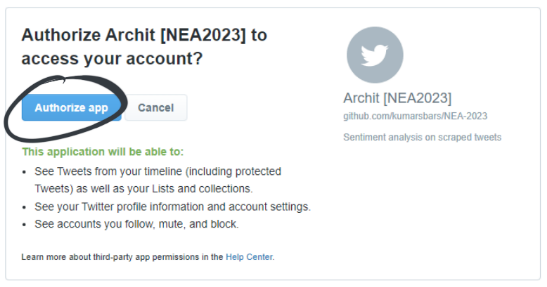 Authorize Archit [NEA2023] to
access your account?
Authorize app
Cancel
This application will be able to:
• See Tweets from your timeline (including protected
Tweets) as well as your Lists and collections.
• See your Twitter profile information and account settings.
• See accounts you follow, mute, and block.
Learn more about third-party app permissions in the Help Center.
Archit [NEA2023]
github.com/kumarsbars/NEA-2023
Sentiment analysis on scraped tweets